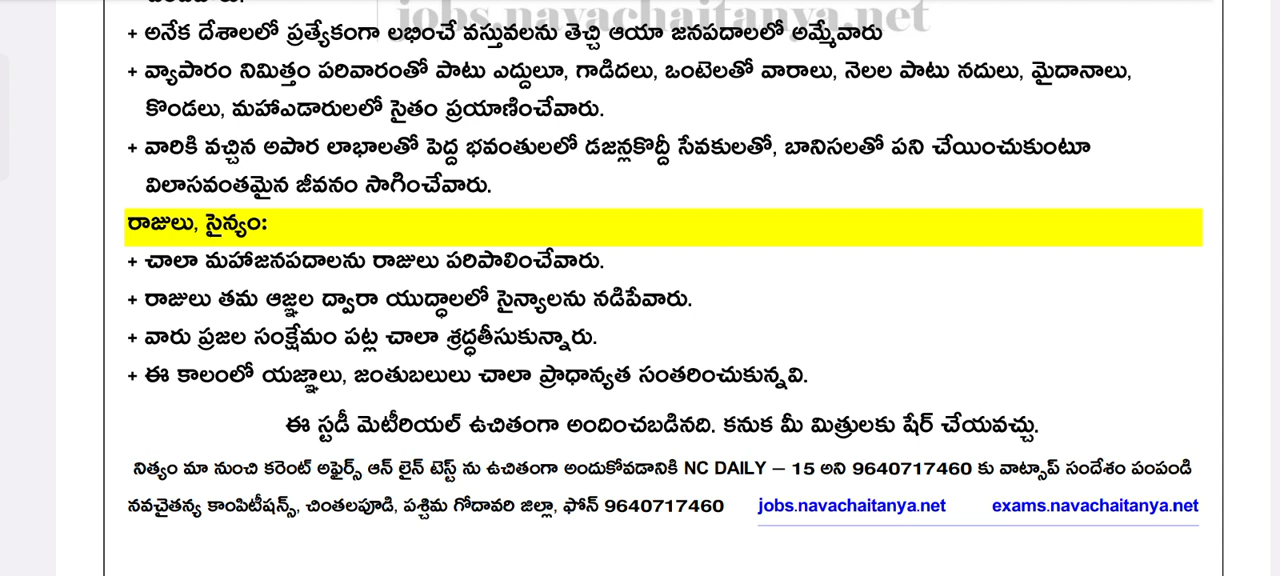 jobs.navachaitanya.net
+ అనేక దేశాలలో ప్రత్యేకంగా లభించే వస్తువలను తెచ్చి ఆయా జనపదాలలో అమ్మేవారు
+ వ్యాపారం నిమిత్తం పరివారంతో పాటు ఎద్దులూ, గాడిదలు, ఒంటెలతో వారాలు, నెలల పాటు నదులు, మైదానాలు,
కొండలు, మహాఎడారులలో సైతం ప్రయాణించేవారు.
+ వారికి వచ్చిన అపార లాభాలతో పెద్ద భవంతులలో డజన్లకొద్దీ సేవకులతో, బానిసలతో పని చేయించుకుంటూ
విలాసవంతమైన జీవనం సాగించేవారు.
రాజులు, సైన్యం:
+ చాలా మహాజనపదాలను రాజులు పరిపాలించేవారు.
+ రాజులు తమ ఆజ్ఞల ద్వారా యుద్ధాలలో సైన్యాలను నడిపేవారు.
+ వారు ప్రజల సంక్షేమం పట్ల చాలా శ్రద్ధతీసుకున్నారు.
+ ఈ కాలంలో యజ్ఞాలు, జంతుబలులు చాలా ప్రాధాన్యత సంతరించుకున్నవి.
ఈ స్టడీ మెటీరియల్ ఉచితంగా అందించబడినది. కనుక మీ మిత్రులకు షేర్ చేయవచ్చు.
నిత్యం మా నుంచి కరెంట్ అఫైర్స్ ఆన్ లైన్ టెస్ట్ ను ఉచితంగా అందుకోవడానికి NC DAILY – 15 అని 9640717460 కు వాట్సాప్ సందేశం పంపండి
నవచైతన్య కాంపిటీషన్స్, చింతలపూడి, పశ్చిమ గోదావరి జిల్లా, ఫోన్ 9640717460 jobs.navachaitanya.net exams.navachaitanya.net